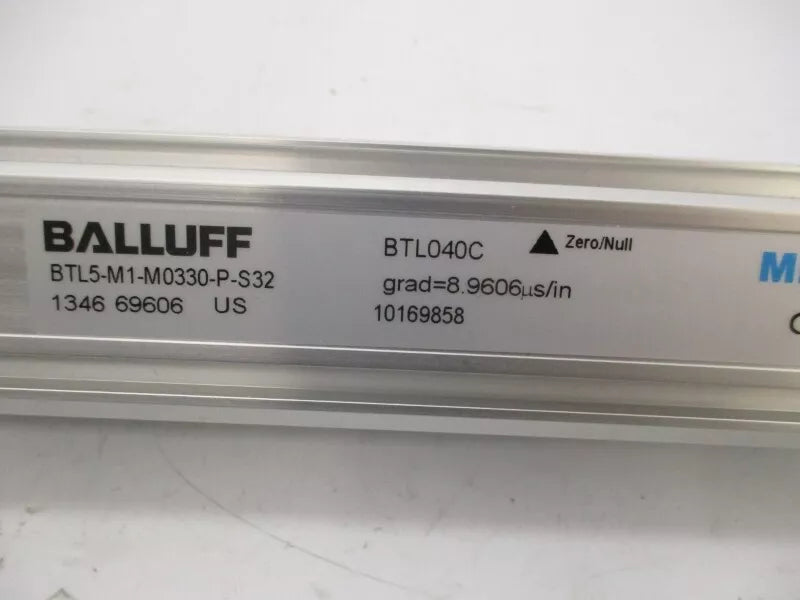 BALLUFF
BTL5-M1-M0330-P-S32
1346 69606 US
BTL040C
▲ Zero/Null
grad=8.9606µs/in
10169858